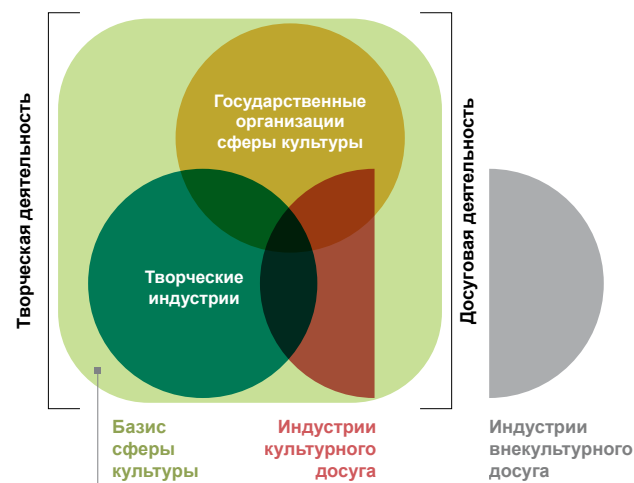 Творческая деятельность
Государственные
организации
сферы культуры
Творческие
индустрии
Досуговая деятельность
Базис
сферы
культуры
Индустрии
культурного
досуга
Индустрии
внекультурного
досуга